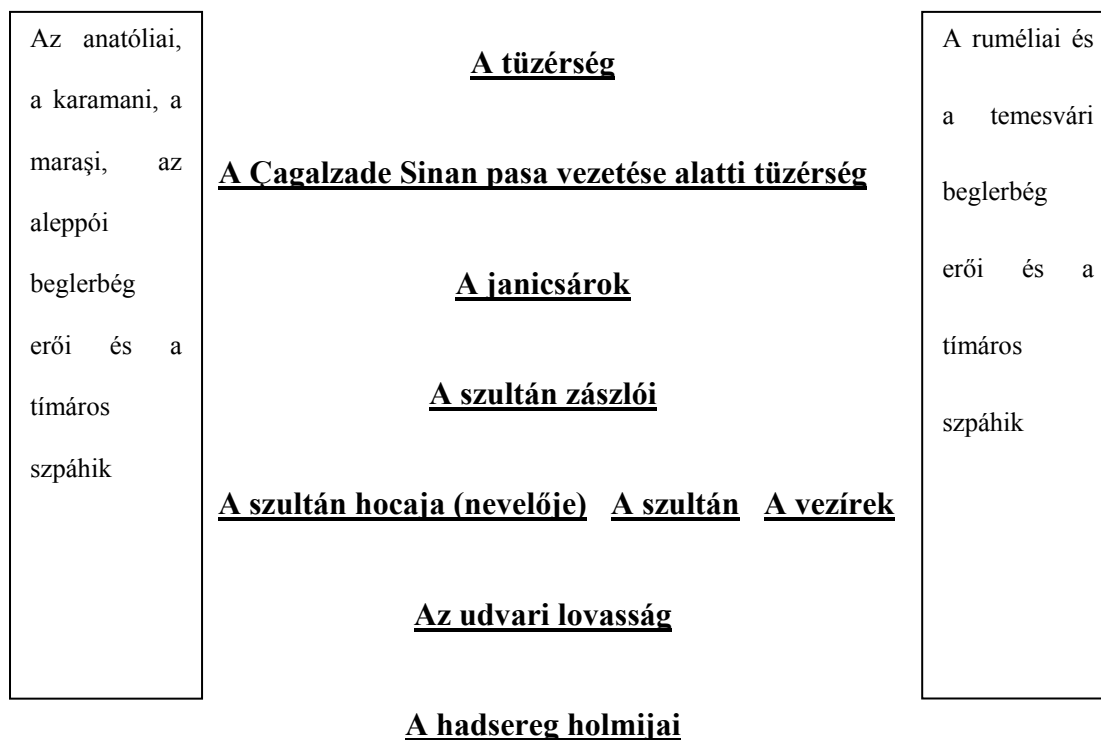 Az anatóliai,
a karamani, a
maraşi, az
aleppói
beglerbég
erői és a
tímáros
szpáhik
A tüzérség
A Çagalzade Sinan pasa vezetése alatti tüzérség
A janicsárok
A szultán zászlói
A szultán hocaja (nevelője) A szultán A vezírek
Az udvari lovasság
A hadsereg holmijai
A ruméliai és
a temesvári
beglerbég
erői és a
tímáros
szpáhik